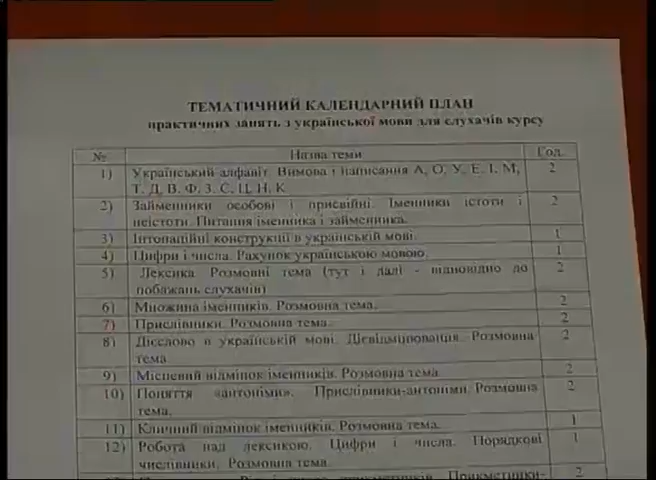 ТЕМАТИЧНИЙ КАЛЕНДАРНИЙ ПЛАН
практичних занять з української мови для слухачів курсу
№ Назва теми Год.
1) Український алфавіт. Вимова і написання А, О, У, Е, І, М, 2
Т, Д, В, Ф, З, С, Ц, Н, К
2) Займенники особові і присвійні. Іменники істоти і 2
неістоти. Питання іменника і займенника.
3) Інтонаційні конструкції в українській мові. 1
4) Цифри і числа. Рахунок українською мовою. 1
5) Лексика. Розмовні тема (тут і далі - відповідно до 2
побажань слухачів)
6) Множина іменників. Розмовна тема. 2
7) Прислівники. Розмовна тема. 2
8) Дієслово в українській мові. Дієвідмінювання. Розмовна 2
тема
9) Місцевий відмінок іменників. Розмовна тема 2
10) Поняття «антоніми». Прислівники-антоніми. Розмовна 2
тема.
11) Кличний відмінок іменників. Розмовна тема. 1
12) Робота над лексикою. Цифри і числа. Порядкові 1
числівники. Розмовна тема.
прикметників. Прикметники- 2